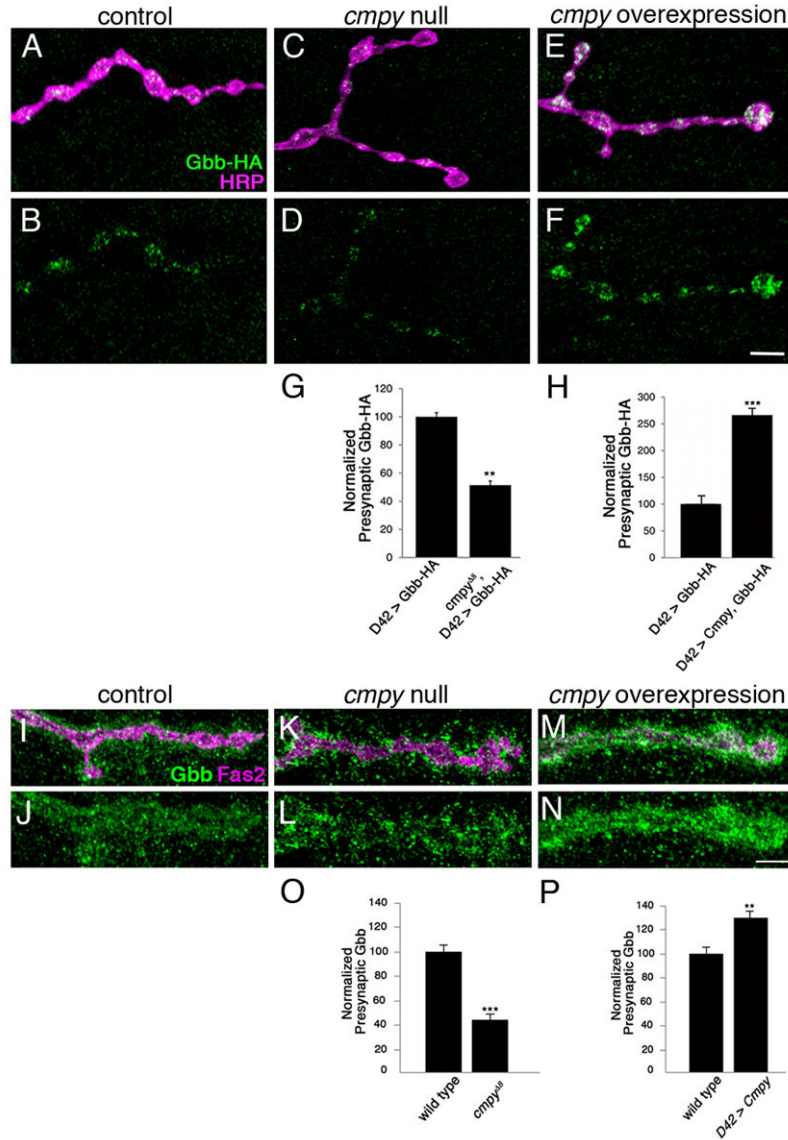 control
cmpy null
cmpy overexpression
A
C
E
Gbb-HA
HRP
B
D
F
G
Normalized
Presynaptic Gbb-HA
120
100
80
60
40
20
0
**
D42 > Gbb-HA
cmpyΔ8,
D42 > Gbb-HA
H
Normalized
Presynaptic Gbb-HA
300
250
200
150
100
50
0
***
D42 > Gbb-HA
D42 > Cmpy, Gbb-HA
control
cmpy null
cmpy overexpression
I
K
M
Gbb Fas2
J
L
N
O
Normalized
Presynaptic Gbb
140
120
100
80
60
40
20
0
***
wild type
cmpyΔ8
P
Normalized
Presynaptic Gbb
140
120
100
80
60
40
20
0
**
wild type
D42 > Cmpy